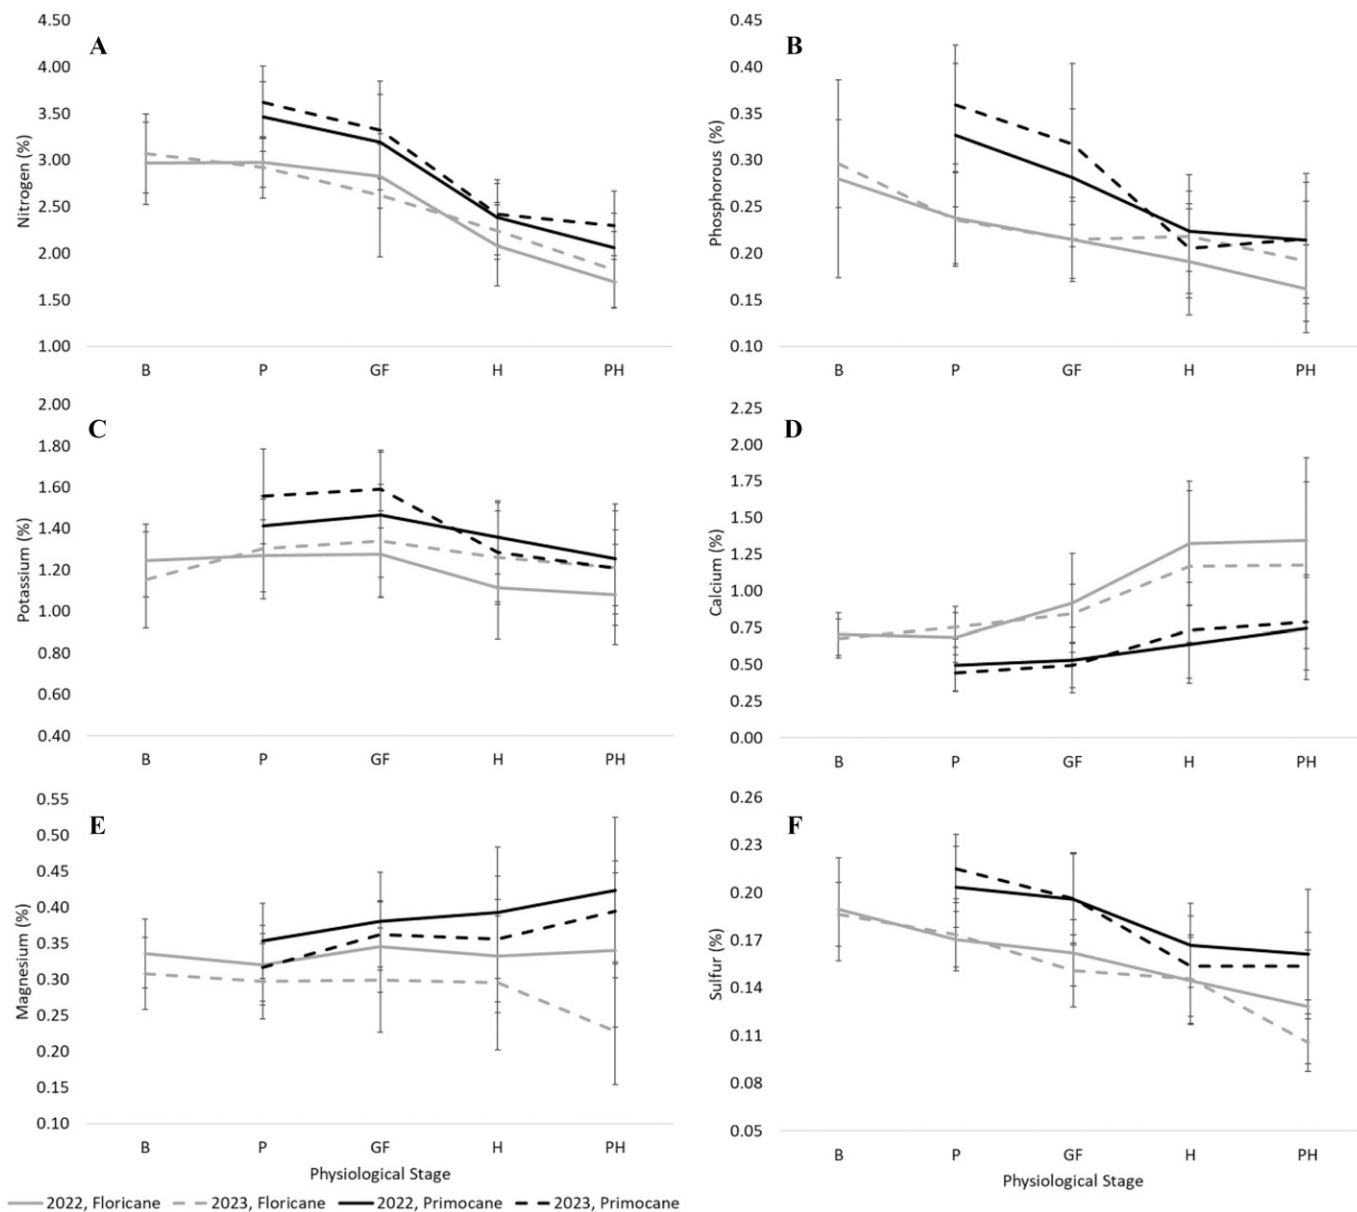 A
4.50
4.00
3.50
3.00
2.50
2.00
1.50
1.00
Nitrogen (%)
B P GF H PH
B
0.45
0.40
0.35
0.30
0.25
0.20
0.15
0.10
Phosphorous (%)
B P GF H PH
C
2.00
1.80
1.60
1.40
1.20
1.00
0.80
0.60
0.40
Potassium (%)
B P GF H PH
D
2.25
2.00
1.75
1.50
1.25
1.00
0.75
0.50
0.25
0.00
Calcium (%)
B P GF H PH
E
0.55
0.50
0.45
0.40
0.35
0.30
0.25
0.20
0.15
0.10
Magnesium (%)
B P GF H PH
Physiological Stage
F
0.26
0.23
0.20
0.17
0.14
0.11
0.08
0.05
Sulfur (%)
B P GF H PH
Physiological Stage
2022, Floricane 2023, Floricane 2022, Primocane 2023, Primocane